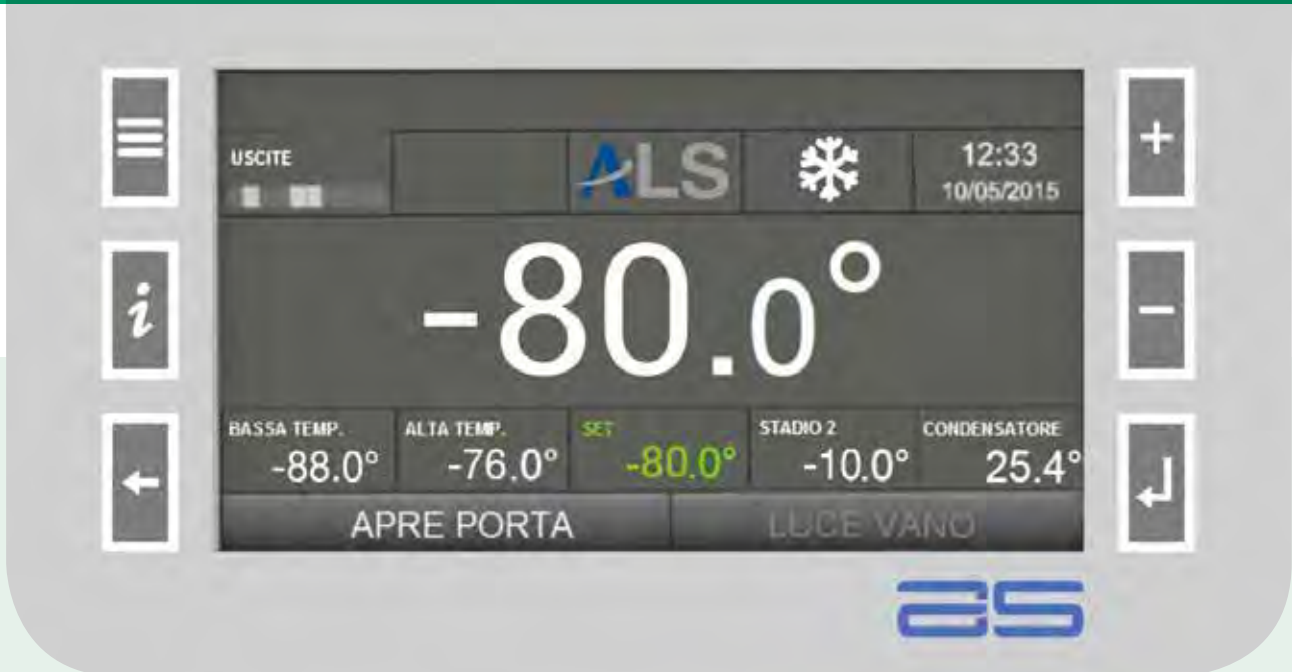 USCITE
ALS
12:33
10/05/2015
-80.0°
BASSA TEMP.
-88.0°
ALTA TEMP.
-76.0°
SET
-80.0°
STADIO 2
-10.0°
CONDENSATORE
25.4°
APRE PORTA
LUCE VANO
i
+
-
as